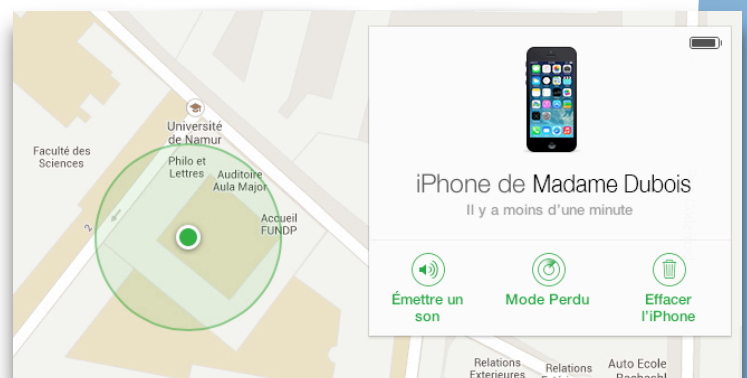 Université
de Namur
Faculté des
Sciences
Philo et
Lettres
Auditoire
Aula Major
Accueil
FUNDP
2
iPhone de Madame Dubois
Il y a moins d'une minute
Émettre un
son
Mode Perdu
Effacer
l'iPhone
Relations
Exterieures
Relations
Auto Ecole